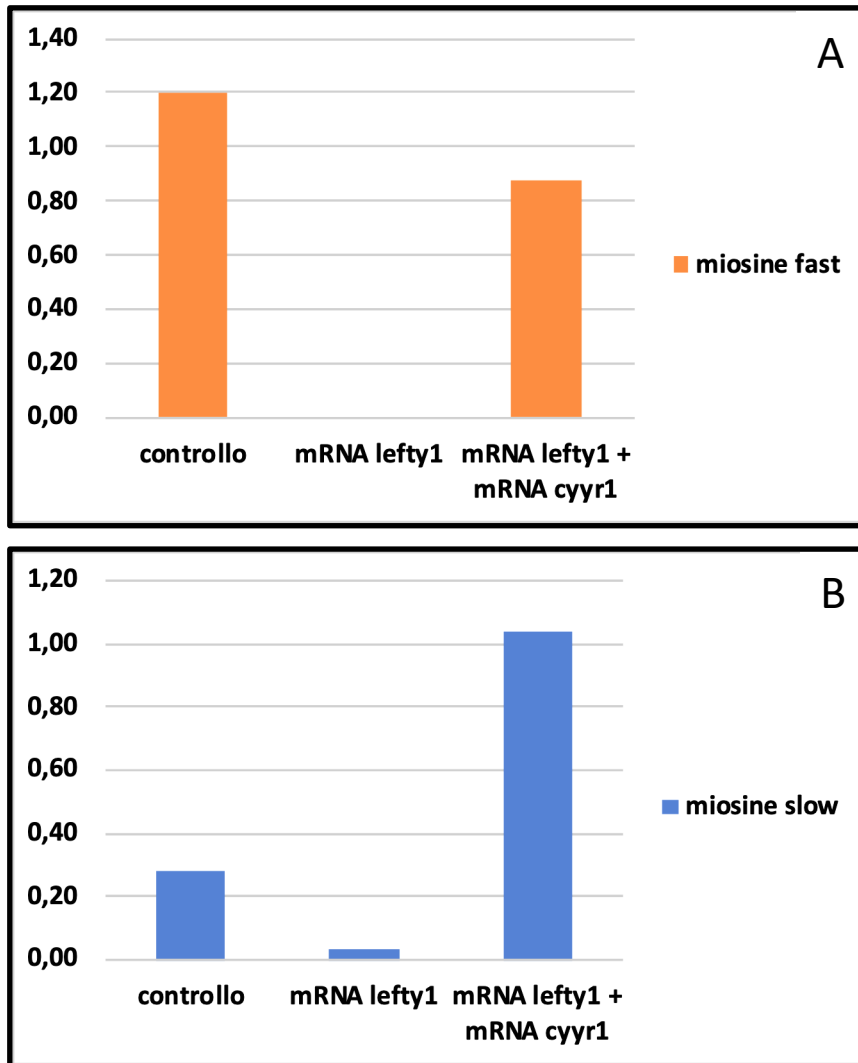 A
1,40
1,20
1,00
0,80
0,60
0,40
0,20
0,00
controllo
mRNA lefty1
mRNA lefty1 +
mRNA cyyr1
miosine fast
B
1,20
1,00
0,80
0,60
0,40
0,20
0,00
controllo
mRNA lefty1
mRNA lefty1 +
mRNA cyyr1
miosine slow